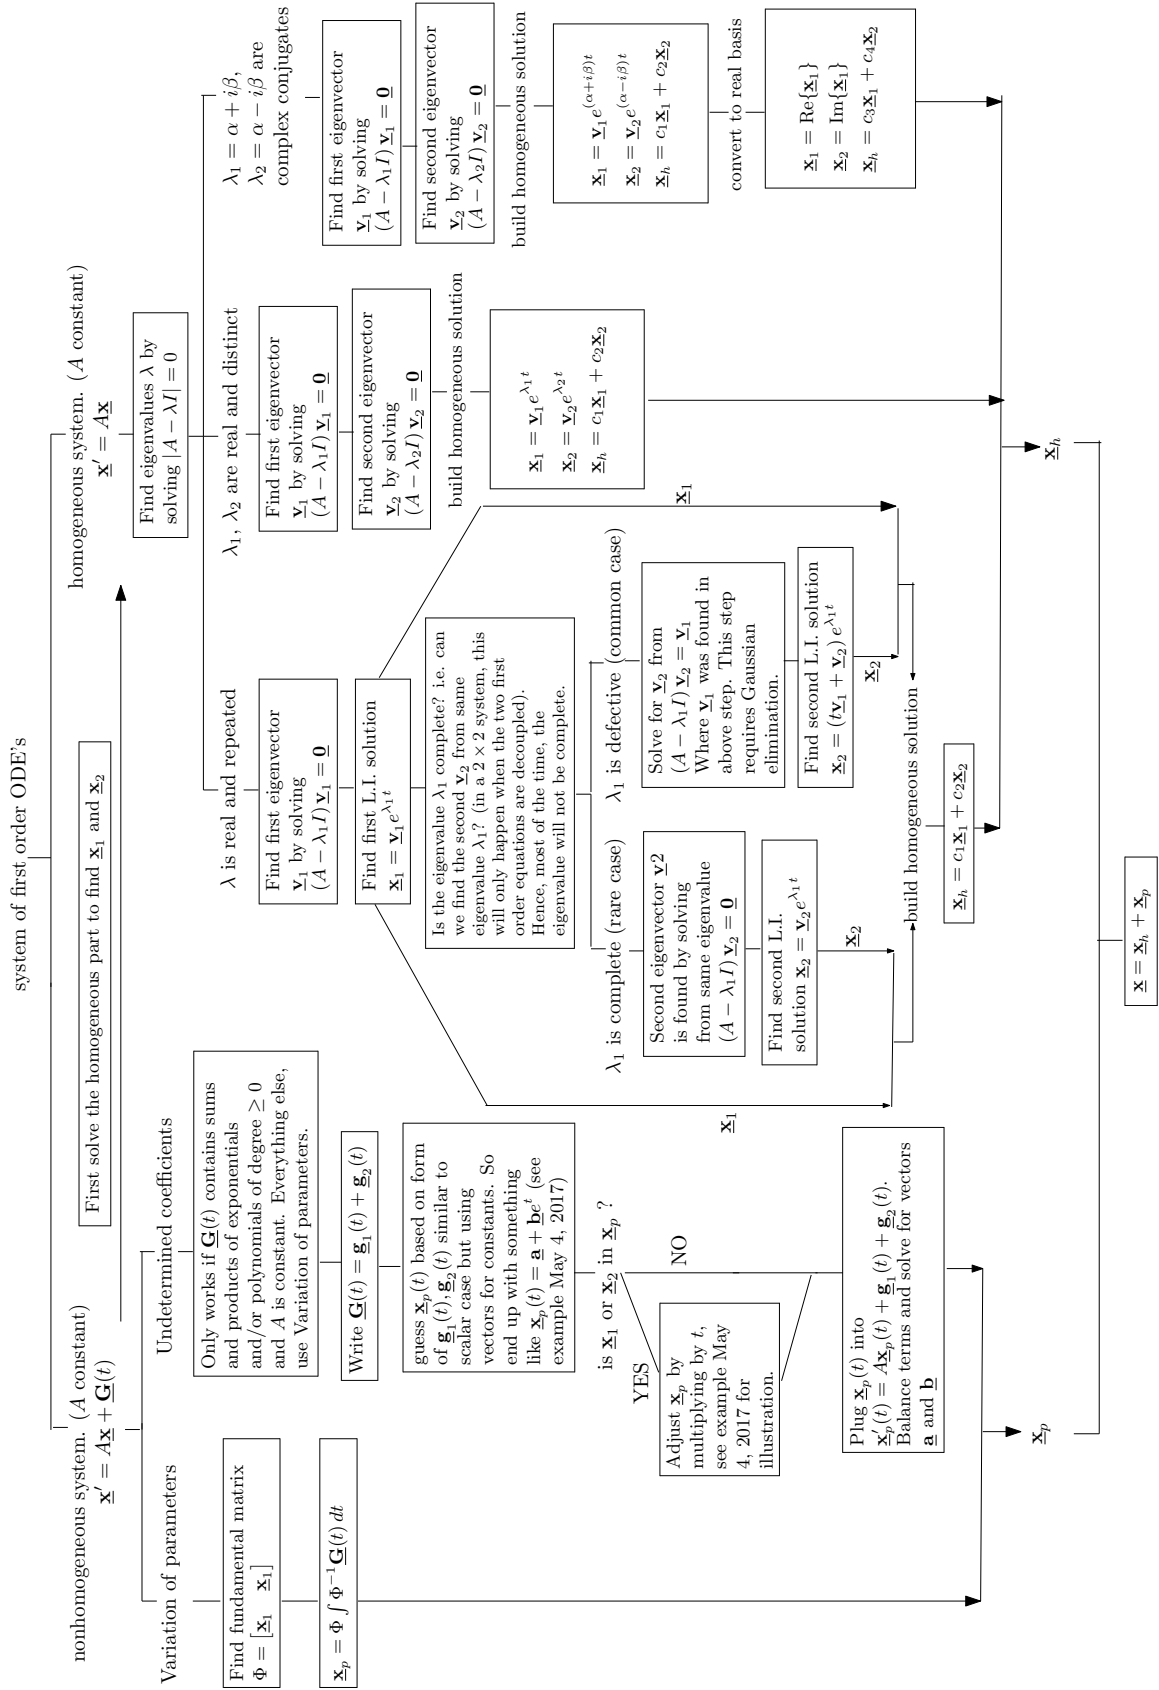 system of first order ODE's
nonhomogeneous system. (A constant)
x′ = Ax + G(t)
First solve the homogeneous part to find x₁ and x₂
homogeneous system. (A constant)
x′ = Ax
Find eigenvalues λ by
solving |A − λI| = 0
Variation of parameters
Find fundamental matrix
Φ = [x₁ x₁]
xₚ = Φ ∫ Φ⁻¹G(t) dt
Undetermined coefficients
Only works if G(t) contains sums
and products of exponentials
and/or polynomials of degree ≥ 0
and A is constant. Everything else,
use Variation of parameters.
Write G(t) = g₁(t) + g₂(t)
guess xₚ(t) based on form
of g₁(t), g₂(t) similar to
scalar case but using
vectors for constants. So
end up with something
like xₚ(t) = a + beᵗ (see
example May 4, 2017)
is x₁ or x₂ in xₚ ?
YES
NO
Adjust xₚ by
multiplying by t,
see example May
4, 2017 for
illustration.
Plug xₚ(t) into
x′ₚ(t) = Axₚ(t) + g₁(t) + g₂(t).
Balance terms and solve for vectors
a and b
xₚ
λ is real and repeated
Find first eigenvector
v₁ by solving
(A − λ₁I) v₁ = 0
Find first L.I. solution
x₁ = v₁e^{λ₁t}
Is the eigenvalue λ₁ complete? i.e. can
we find the second v₂ from same
eigenvalue λ₁? (in a 2 × 2 system, this
will only happen when the two first
order equations are decoupled).
Hence, most of the time, the
eigenvalue will not be complete.
λ₁ is complete (rare case)
Second eigenvector v2
is found by solving
from same eigenvalue
(A − λ₁I) v₂ = 0
Find second L.I.
solution x₂ = v₂e^{λ₁t}
x₁
x₂
λ₁ is defective (common case)
Solve for v₂ from
(A − λ₁I) v₂ = v₁
Where v₁ was found in
above step. This step
requires Gaussian
elimination.
Find second L.I. solution
x₂ = (tv₁ + v₂) e^{λ₁t}
x₂
x₁
build homogeneous solution
xₕ = c₁x₁ + c₂x₂
λ₁, λ₂ are real and distinct
Find first eigenvector
v₁ by solving
(A − λ₁I) v₁ = 0
Find second eigenvector
v₂ by solving
(A − λ₂I) v₂ = 0
build homogeneous solution
x₁ = v₁e^{λ₁t}
x₂ = v₂e^{λ₂t}
xₕ = c₁x₁ + c₂x₂
λ₁ = α + iβ,
λ₂ = α − iβ are
complex conjugates
Find first eigenvector
v₁ by solving
(A − λ₁I) v₁ = 0
Find second eigenvector
v₂ by solving
(A − λ₂I) v₂ = 0
build homogeneous solution
x₁ = v₁e^{(α+iβ)t}
x₂ = v₂e^{(α−iβ)t}
xₕ = c₁x₁ + c₂x₂
convert to real basis
x₁ = Re{x₁}
x₂ = Im{x₁}
xₕ = c₃x₁ + c₄x₂
xₕ
x = xₕ + xₚ